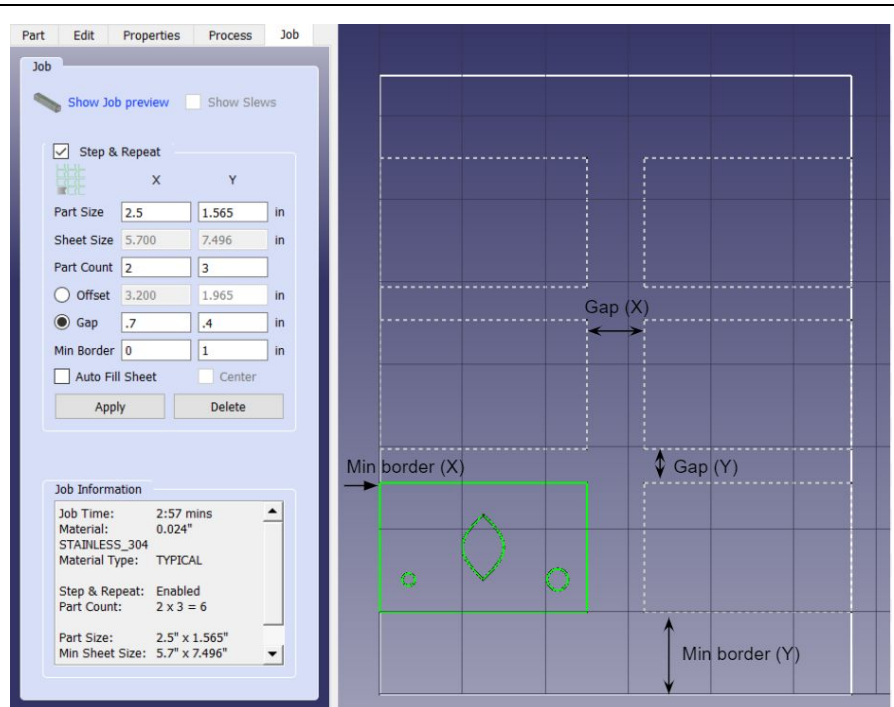 Part Edit Properties Process Job
Job
Show Job preview Show Slews
Step & Repeat
X Y
Part Size 2.5 1.565 in
Sheet Size 5.700 7.496 in
Part Count 2 3
Offset 3.200 1.965 in
Gap .7 .4 in
Min Border 0 1 in
Auto Fill Sheet Center
Apply Delete
Job Information
Job Time: 2:57 mins
Material: 0.024"
STAINLESS_304
Material Type: TYPICAL
Step & Repeat: Enabled
Part Count: 2 x 3 = 6
Part Size: 2.5" x 1.565"
Min Sheet Size: 5.7" x 7.496"
Gap (X)
Min border (X)
Gap (Y)
Min border (Y)